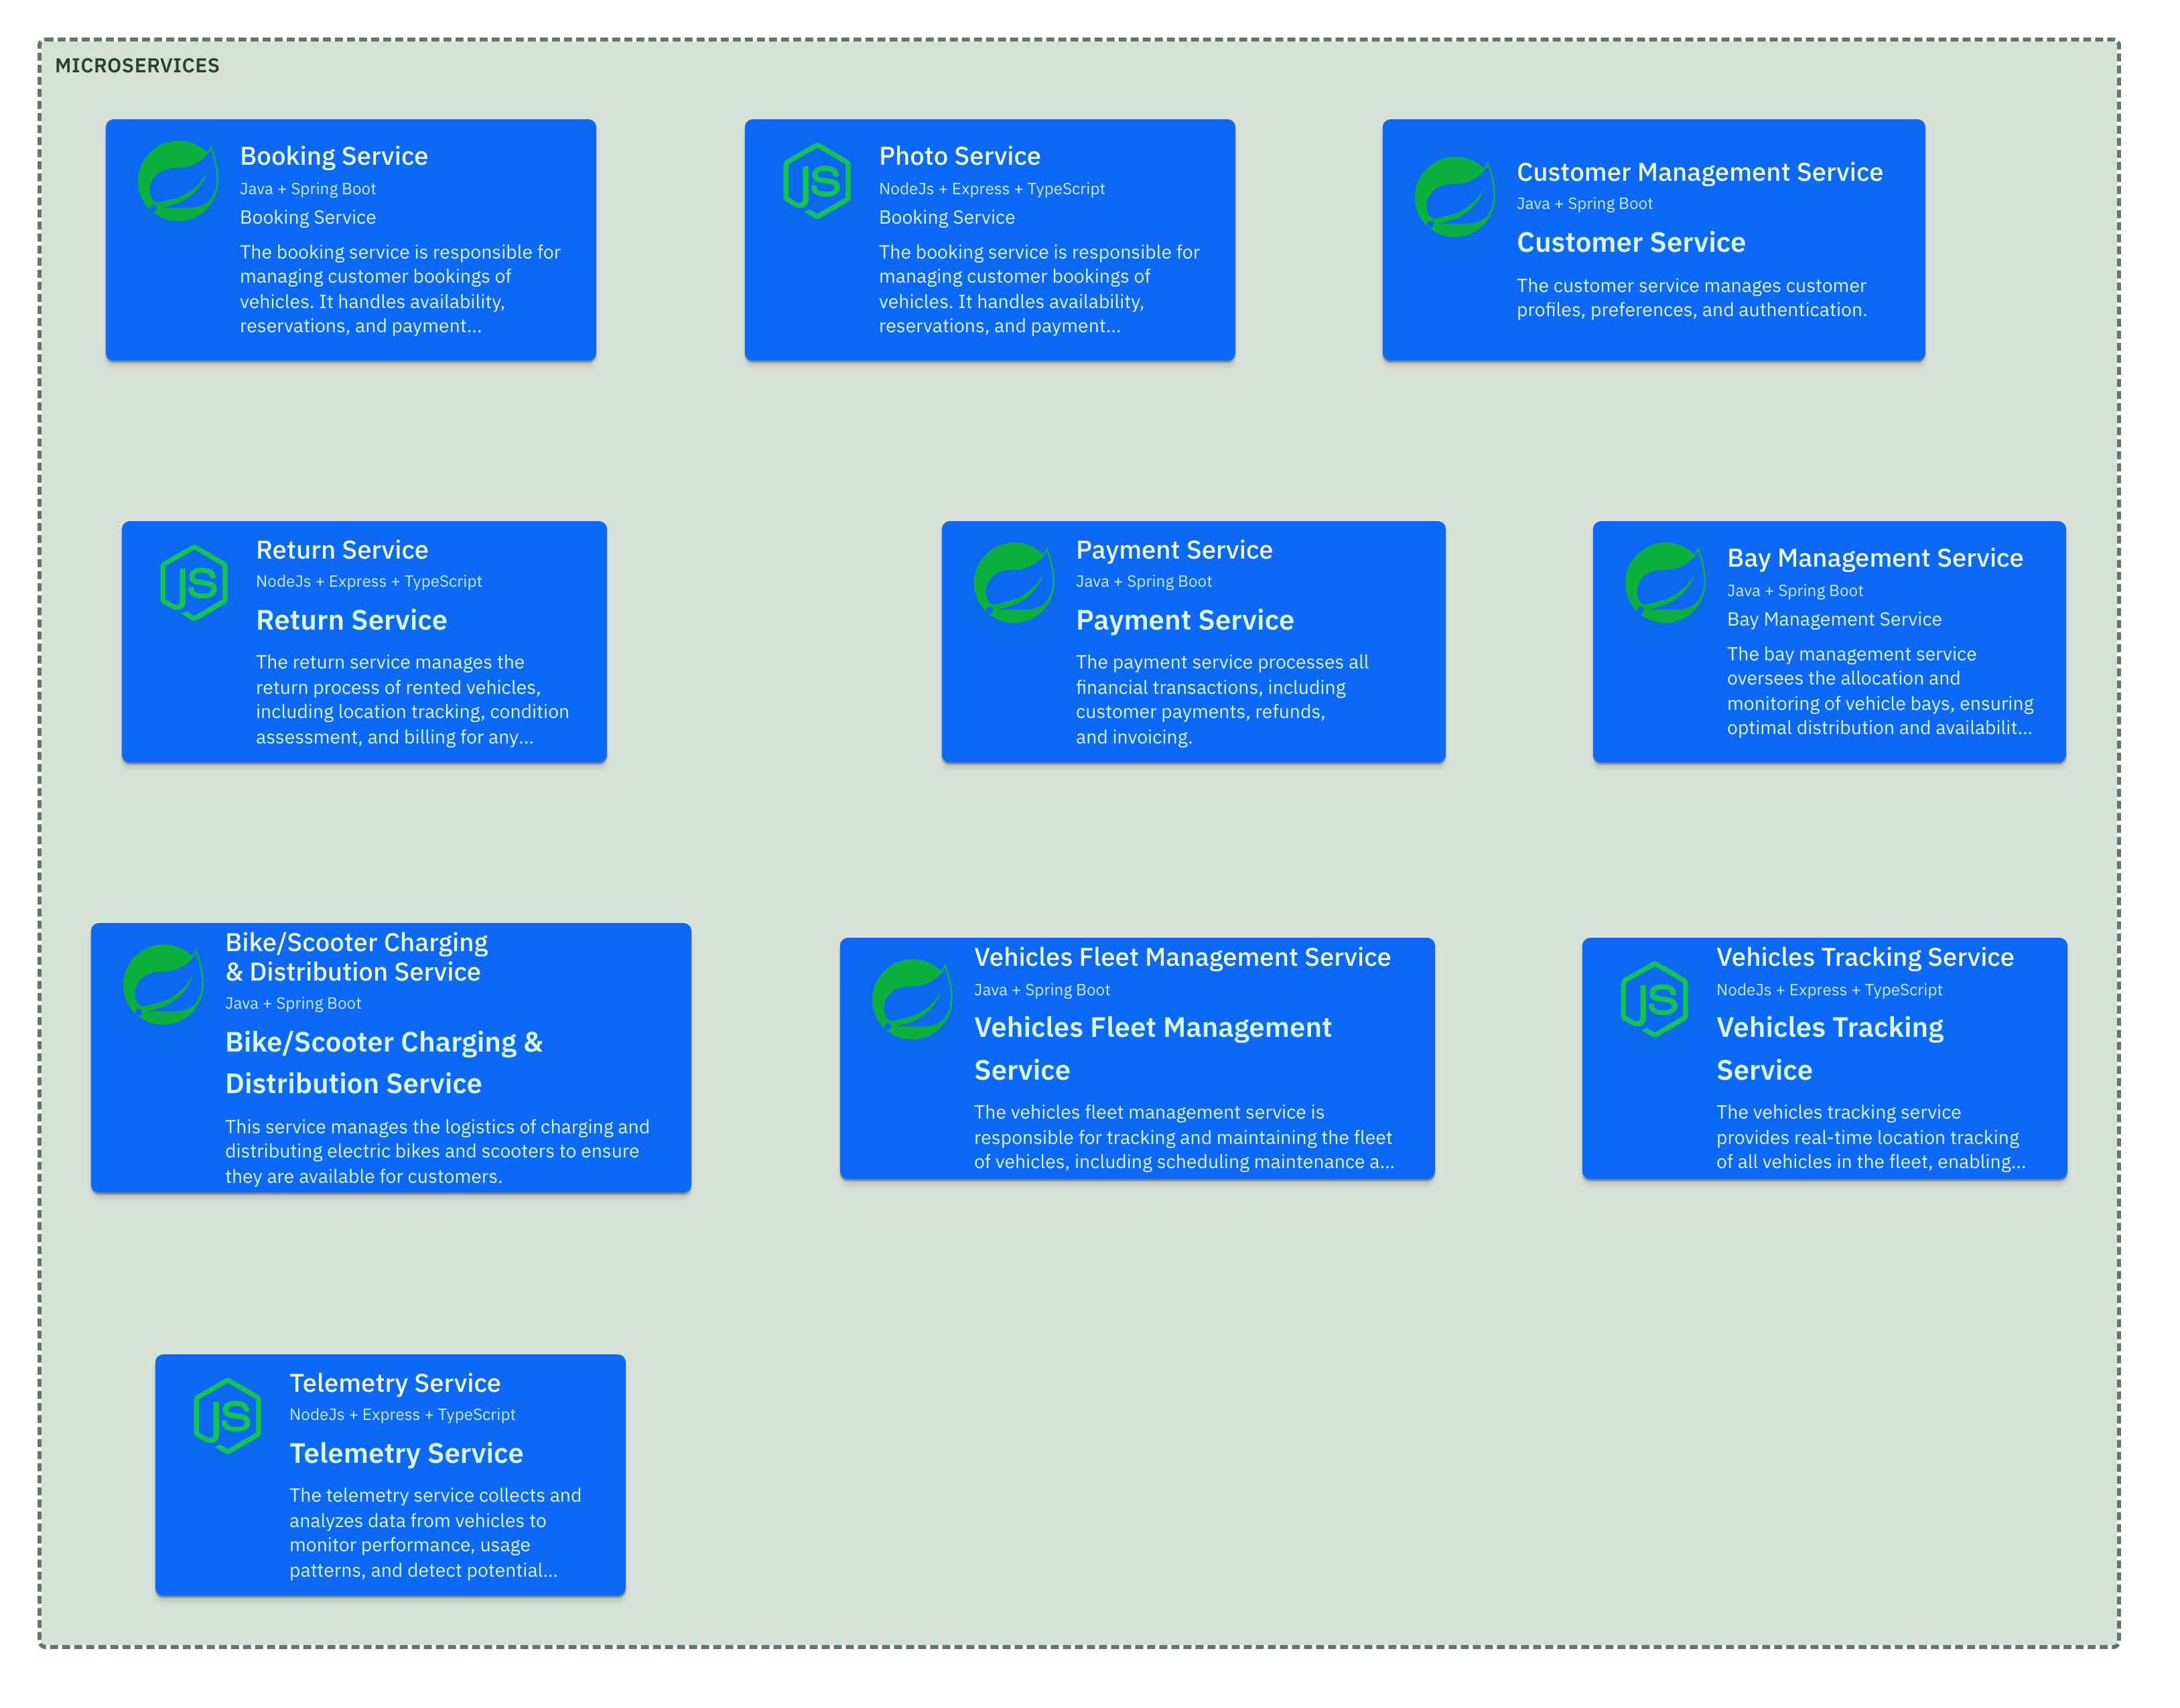 MICROSERVICES
Booking Service
Java + Spring Boot
Booking Service
The booking service is responsible for
managing customer bookings of
vehicles. It handles availability,
reservations, and payment...
JS
Photo Service
NodeJs + Express + TypeScript
Booking Service
The booking service is responsible for
managing customer bookings of
vehicles. It handles availability,
reservations, and payment...
Customer Management Service
Java + Spring Boot
Customer Service
The customer service manages customer
profiles, preferences, and authentication.
JS
Return Service
NodeJs + Express + TypeScript
Return Service
The return service manages the
return process of rented vehicles,
including location tracking, condition
assessment, and billing for any...
Payment Service
Java + Spring Boot
Payment Service
The payment service processes all
financial transactions, including
customer payments, refunds,
and invoicing.
Bay Management Service
Java + Spring Boot
Bay Management Service
The bay management service
oversees the allocation and
monitoring of vehicle bays, ensuring
optimal distribution and availabilit...
Bike/Scooter Charging
& Distribution Service
Java + Spring Boot
Bike/Scooter Charging &
Distribution Service
This service manages the logistics of charging and
distributing electric bikes and scooters to ensure
they are available for customers.
Vehicles Fleet Management Service
Java + Spring Boot
Vehicles Fleet Management
Service
The vehicles fleet management service is
responsible for tracking and maintaining the fleet
of vehicles, including scheduling maintenance a...
JS
Vehicles Tracking Service
NodeJs + Express + TypeScript
Vehicles Tracking
Service
The vehicles tracking service
provides real-time location tracking
of all vehicles in the fleet, enabling...
JS
Telemetry Service
NodeJs + Express + TypeScript
Telemetry Service
The telemetry service collects and
analyzes data from vehicles to
monitor performance, usage
patterns, and detect potential...